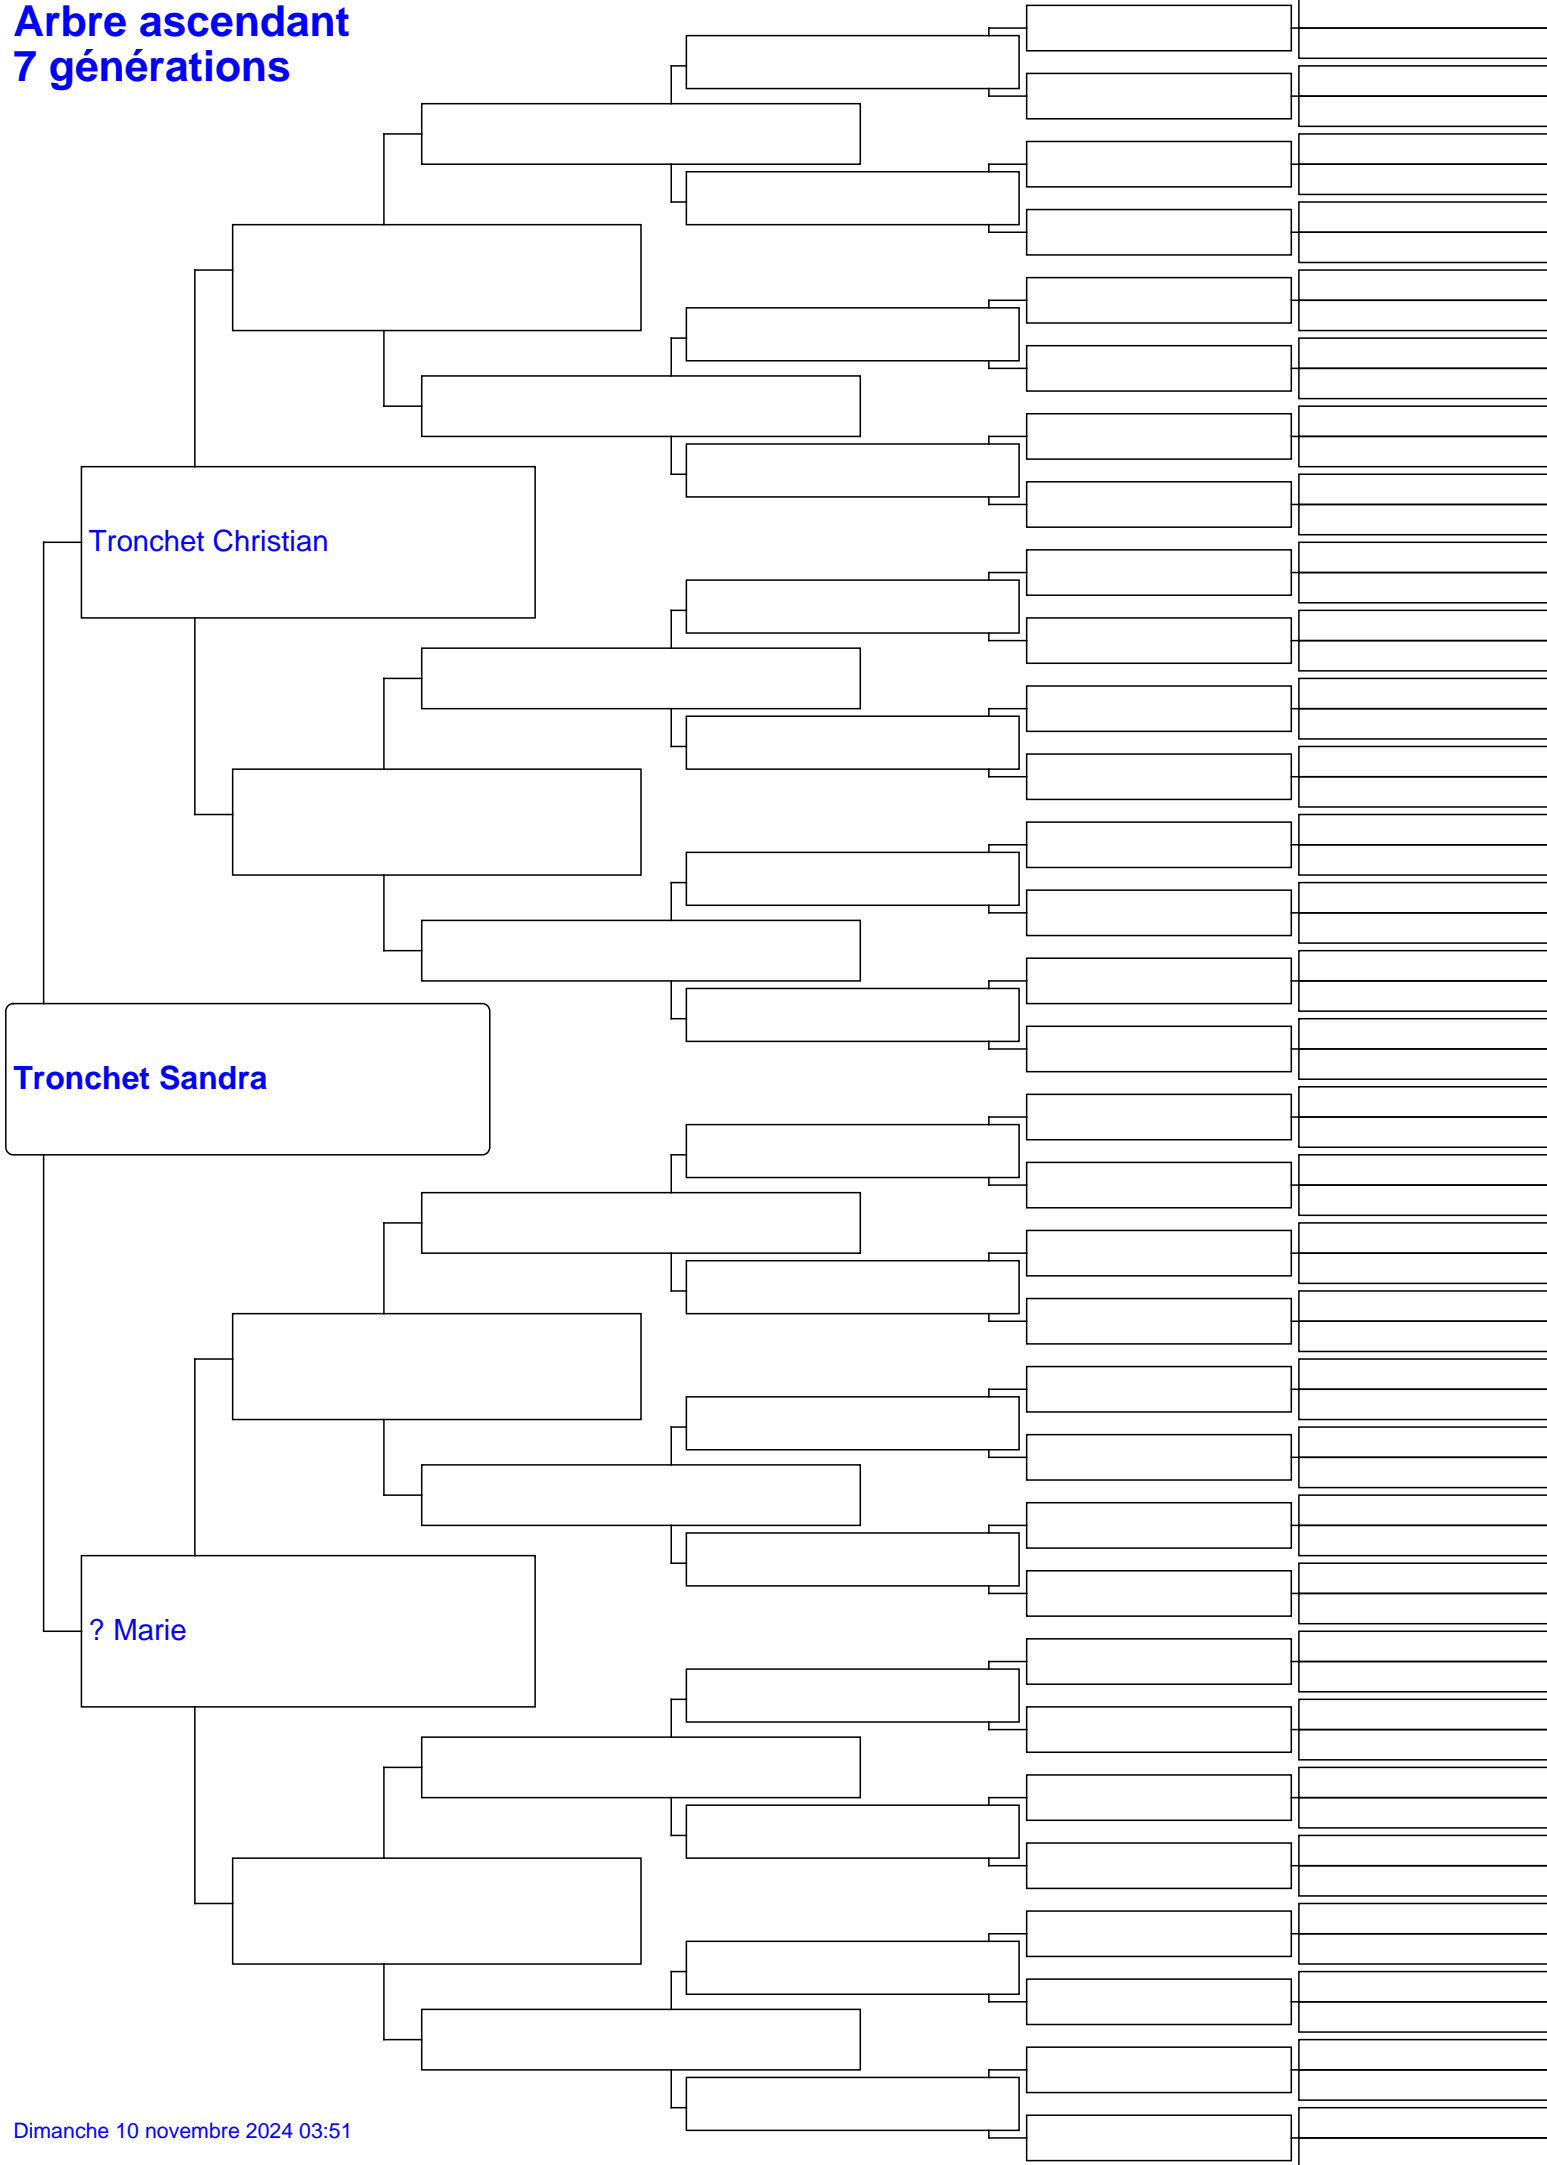 Arbre ascendant
7 générations
Tronchet Christian
Tronchet Sandra
? Marie
Dimanche 10 novembre 2024 03:51